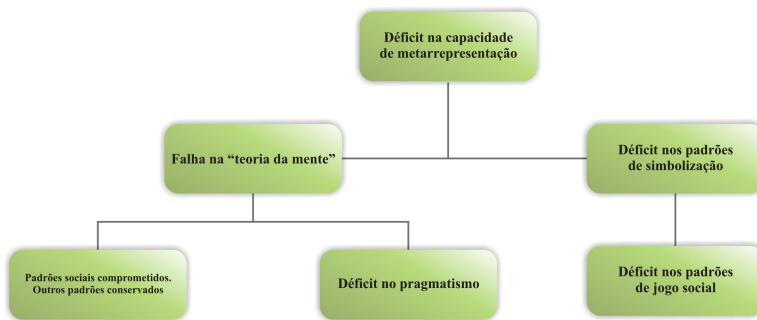 Déficit na capacidade
de metarrepresentação
Falha na “teoria da mente”
Déficit nos padrões
de simbolização
Padrões sociais comprometidos.
Outros padrões conservados
Déficit no pragmatismo
Déficit nos padrões
de jogo social